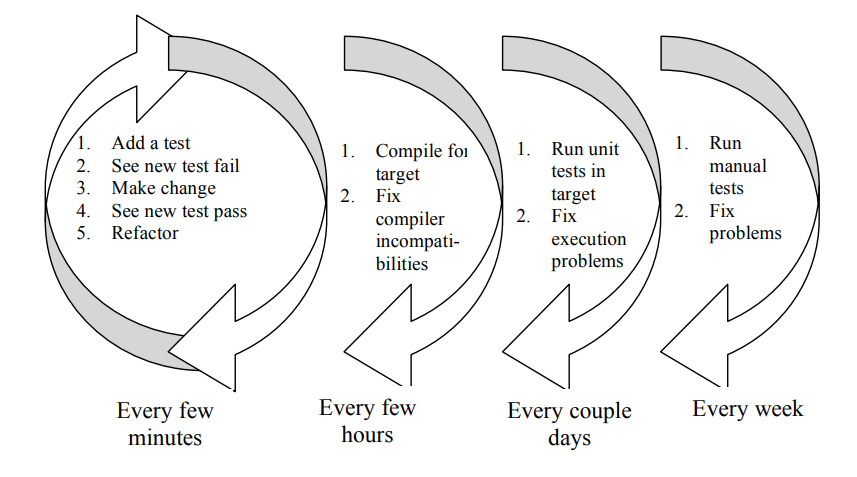 1. Add a test
2. See new test fail
3. Make change
4. See new test pass
5. Refactor
Every few
minutes
1. Compile for
target
2. Fix
compiler
incompati-
bilities
Every few
hours
1. Run unit
tests in
target
2. Fix
execution
problems
Every couple
days
1. Run
manual
tests
2. Fix
problems
Every week